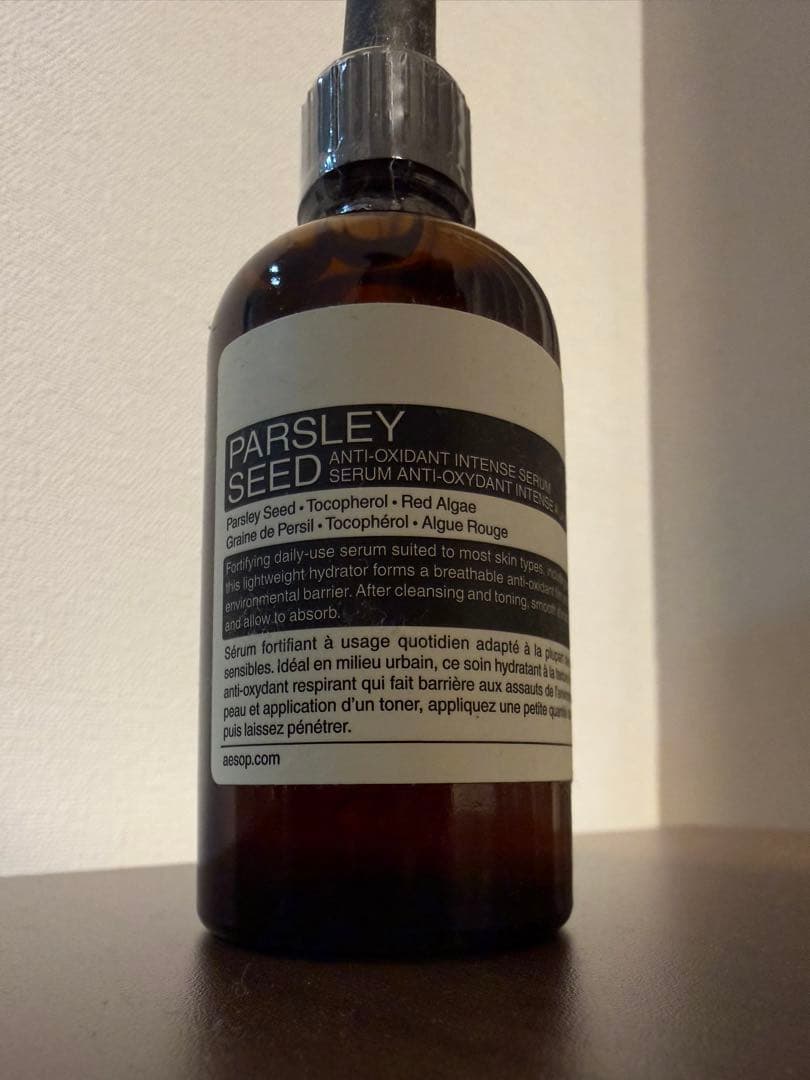 PARSLEY
SEED
ANTI-OXIDANT INTENSE SERUM
SERUM ANTI-OXYDANT INTENSE
Parsley Seed • Tocopherol • Red Algae
Graine de Persil • Tocophérol • Algue Rouge
Fortifying daily-use serum suited to most skin types,
this lightweight hydrator forms a breathable anti-oxidant
environmental barrier. After cleansing and toning, smooth
and allow to absorb.
Sérum fortifiant à usage quotidien adapté à la plupart
sensibles. Idéal en milieu urbain, ce soin hydratant à la
anti-oxydant respirant qui fait barrière aux assauts de
peau et application d'un toner, appliquez une petite quantité
puis laissez pénétrer.
aesop.com